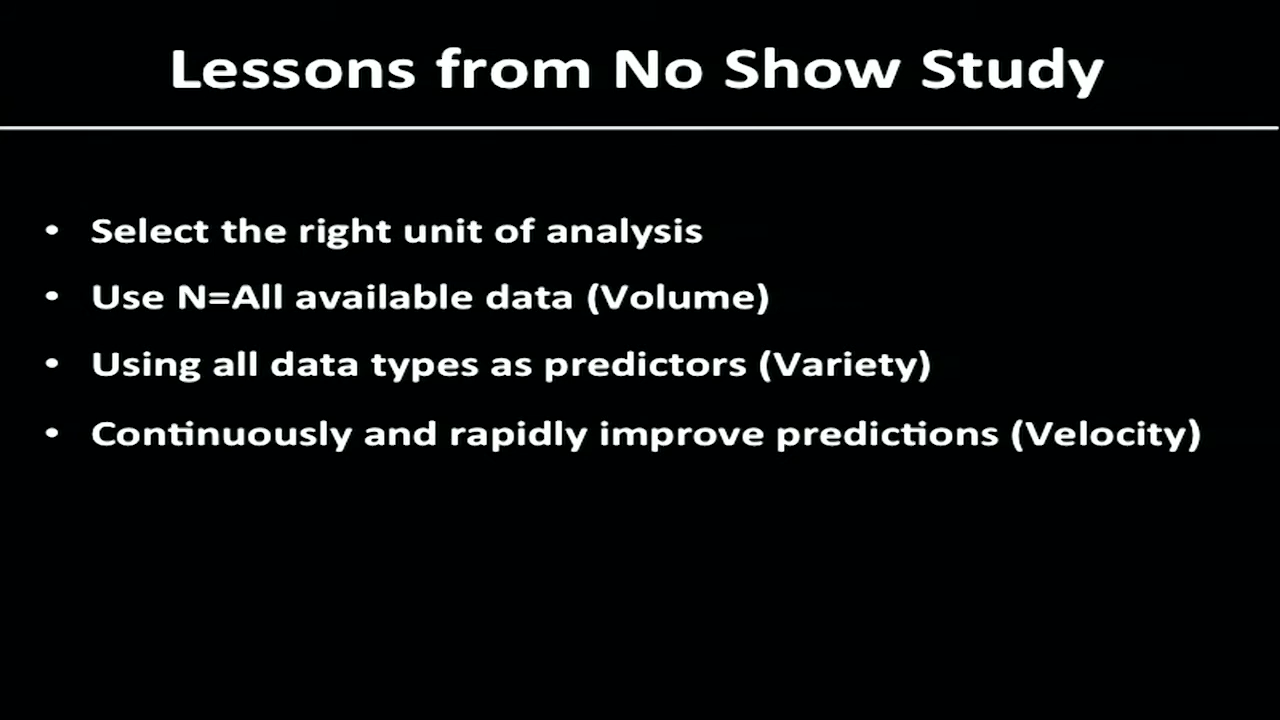 Lessons from No Show Study
• Select the right unit of analysis
• Use N=All available data (Volume)
• Using all data types as predictors (Variety)
• Continuously and rapidly improve predictions (Velocity)